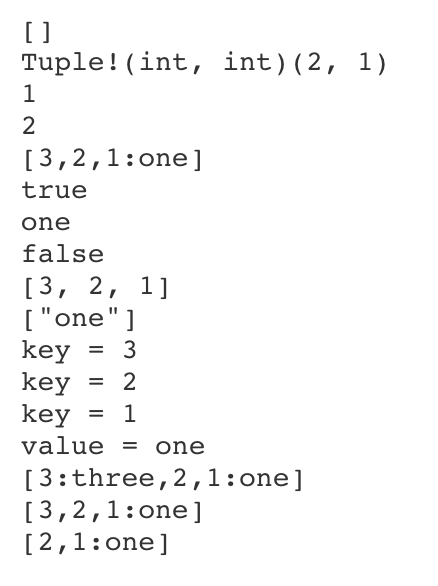 []
Tuple!(int, int)(2, 1)
1
2
[3,2,1:one]
true
one
false
[3, 2, 1]
["one"]
key = 3
key = 2
key = 1
value = one
[3:three,2,1:one]
[3,2,1:one]
[2,1:one]